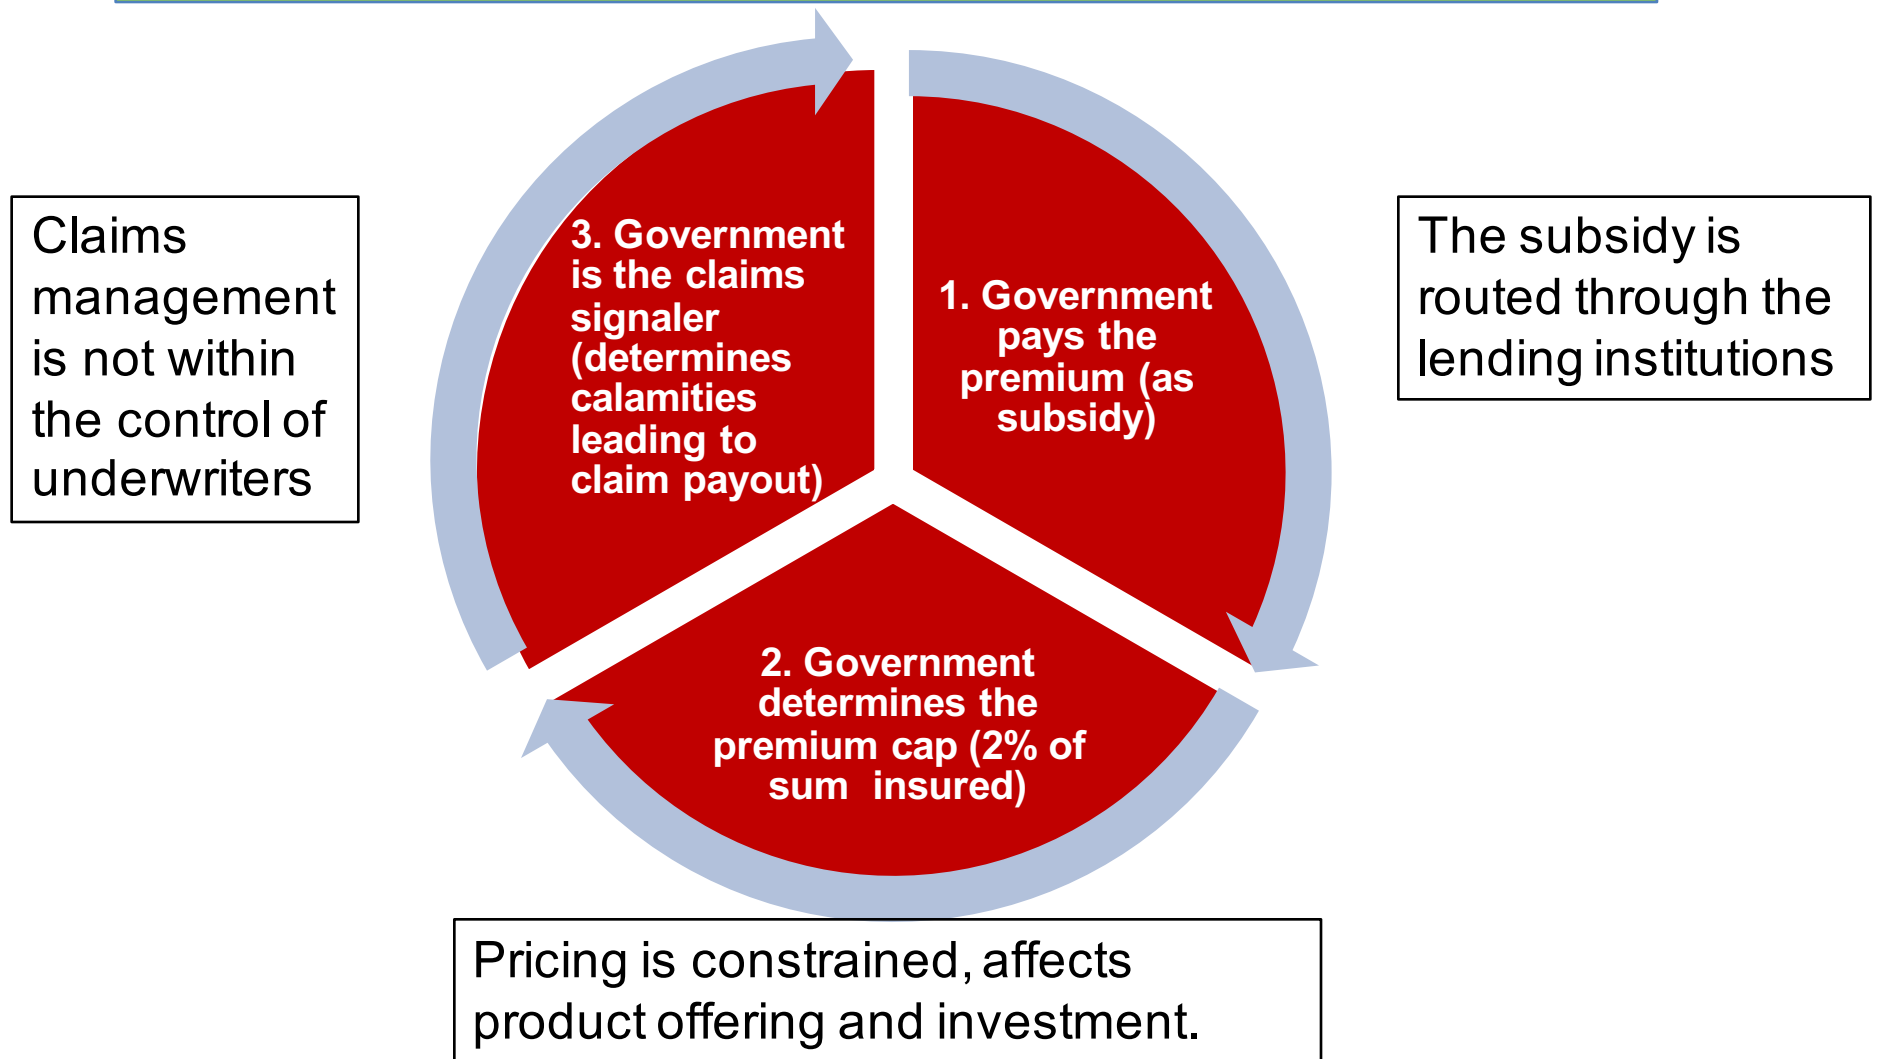 3. Government
is the claims
signaler
(determines
calamities
leading to
claim payout)
1. Government
pays the
premium (as
subsidy)
2. Government
determines the
premium cap (2% of
sum  insured)
Claims
management
is not within
the control of
underwriters
The subsidy is
routed through the
lending institutions
Pricing is constrained, affects
product offering and investment.